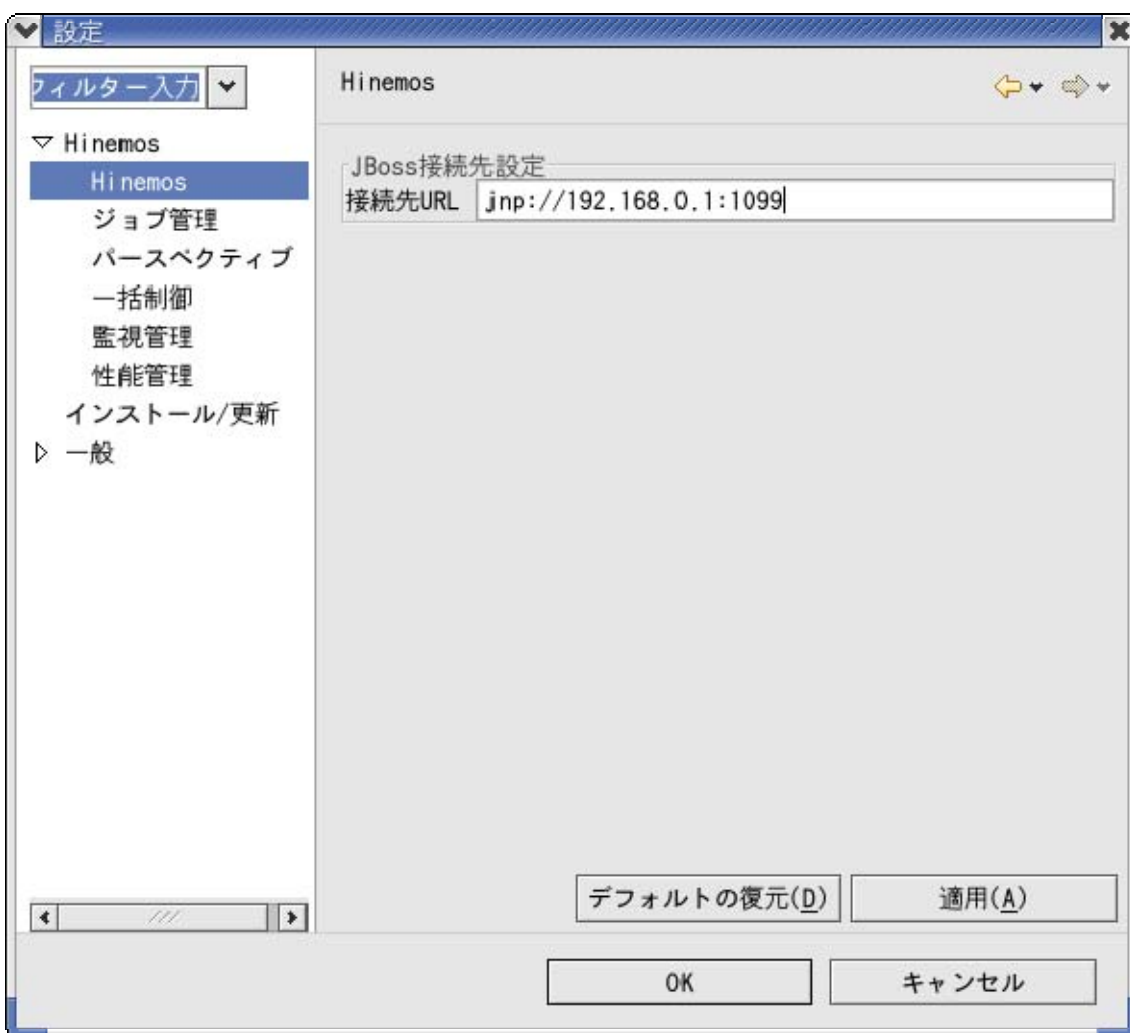 設定
フィルター入力
Hinemos
Hinemos
ジョブ管理
パースペクティブ
一括制御
監視管理
性能管理
インストール/更新
一般
Hinemos
JBoss接続先設定
接続先URL jnp://192.168.0.1:1099
デフォルトの復元(D) 適用(A)
OK キャンセル